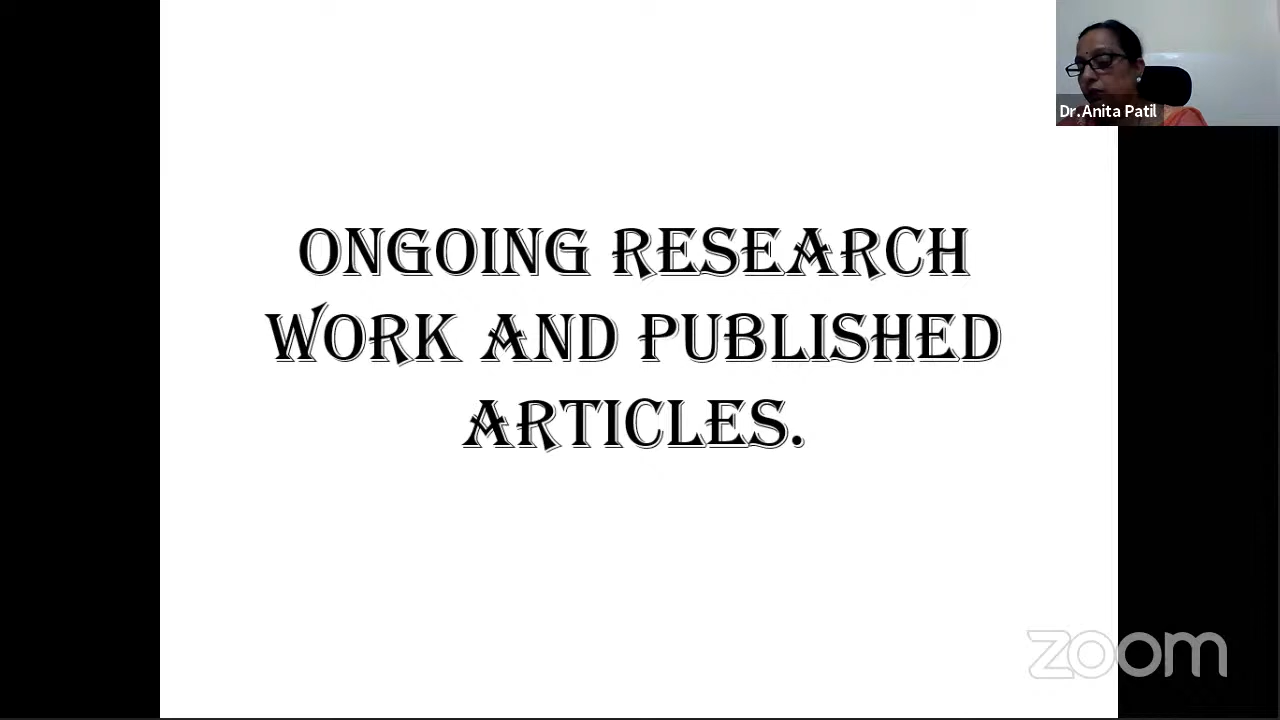 Dr.Anita Patil
ONGOING RESEARCH
WORK AND PUBLISHED
ARTICLES.
zoom